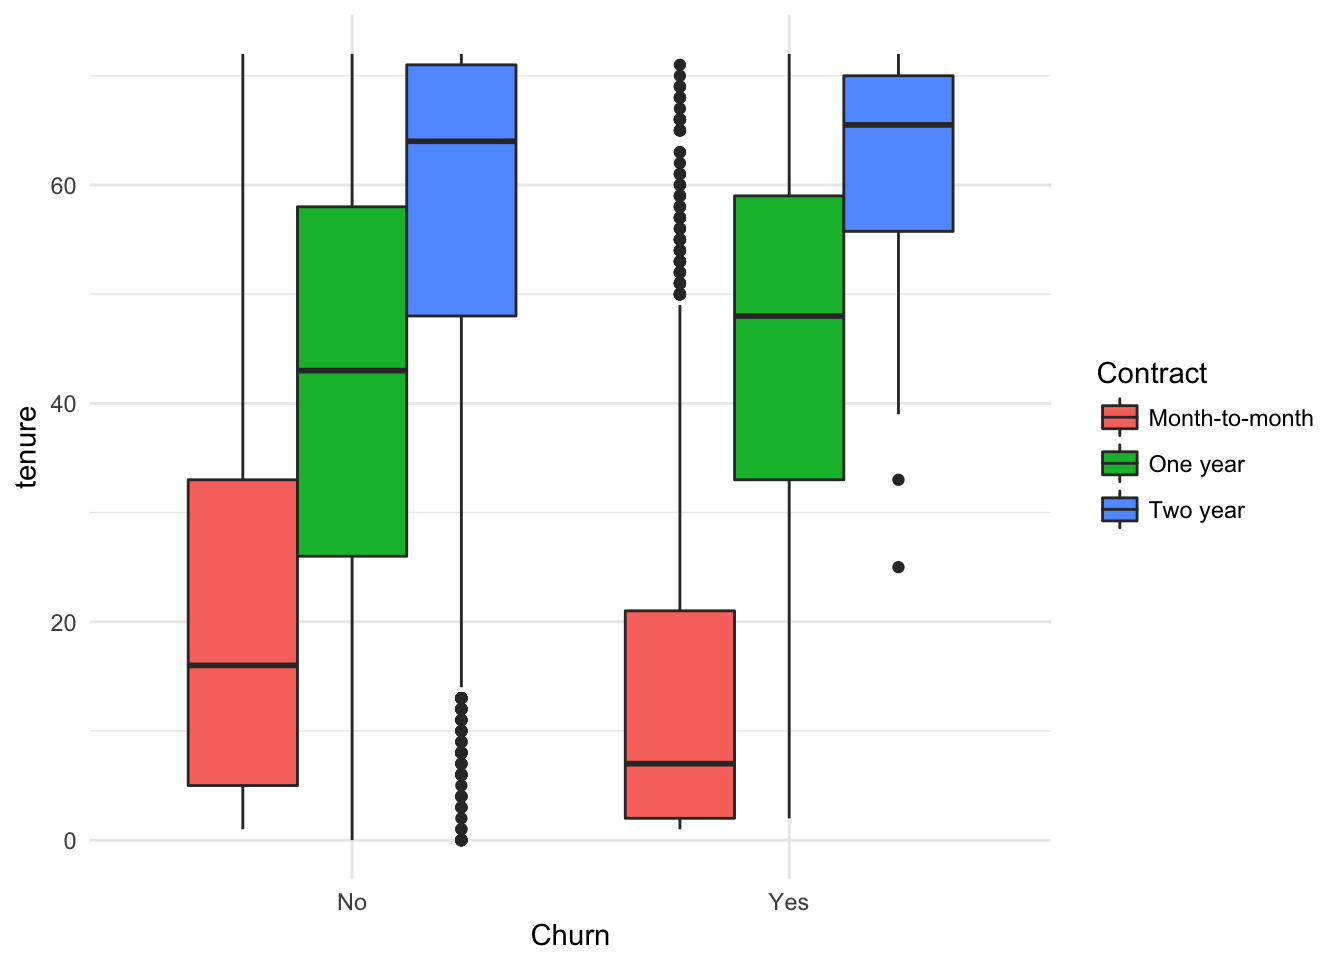 60
40
20
0
tenure
No
Yes
Churn
Contract
Month-to-month
One year
Two year